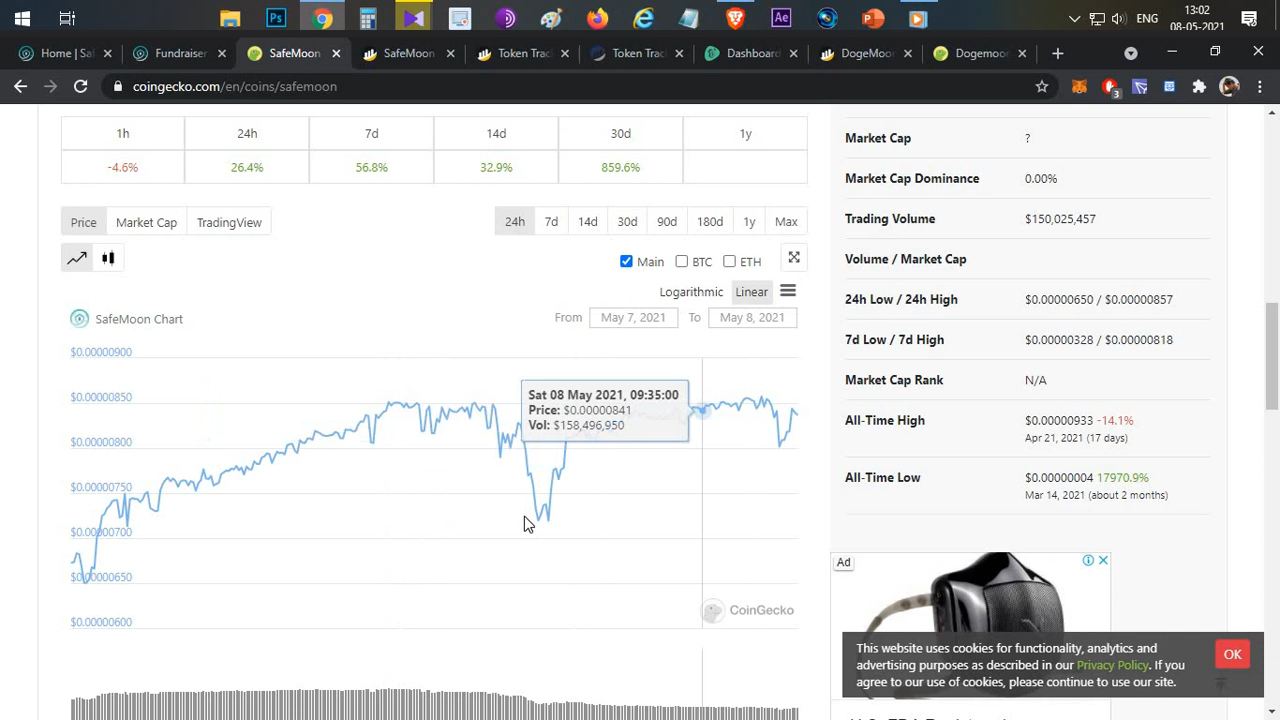 ENG
13:02
08-05-2021
Home | Sa
Fundraiser
SafeMoon
SafeMoon
Token Trac
Token Trac
Dashboard
DogeMoon
Dogemoon
coingecko.com/en/coins/safemoon
3
1h 24h 7d 14d 30d 1y
-4.6% 26.4% 56.8% 32.9% 859.6%
Price Market Cap TradingView
24h 7d 14d 30d 90d 180d 1y Max
Main BTC ETH
Logarithmic Linear
SafeMoon Chart
From May 7, 2021 To May 8, 2021
$0.00000900
$0.00000850
$0.00000800
$0.00000750
$0.00000700
$0.00000650
$0.00000600
Sat 08 May 2021, 09:35:00
Price: $0.00000841
Vol: $158,496,950
CoinGecko
Market Cap ?
Market Cap Dominance 0.00%
Trading Volume $150,025,457
Volume / Market Cap
24h Low / 24h High $0.00000650 / $0.00000857
7d Low / 7d High $0.00000328 / $0.00000818
Market Cap Rank N/A
All-Time High $0.00000933 -14.1%
Apr 21, 2021 (17 days)
All-Time Low $0.00000004 17970.9%
Mar 14, 2021 (about 2 months)
Ad
This website uses cookies for functionality, analytics and
advertising purposes as described in our Privacy Policy. If you
agree to our use of cookies, please continue to use our site.
OK